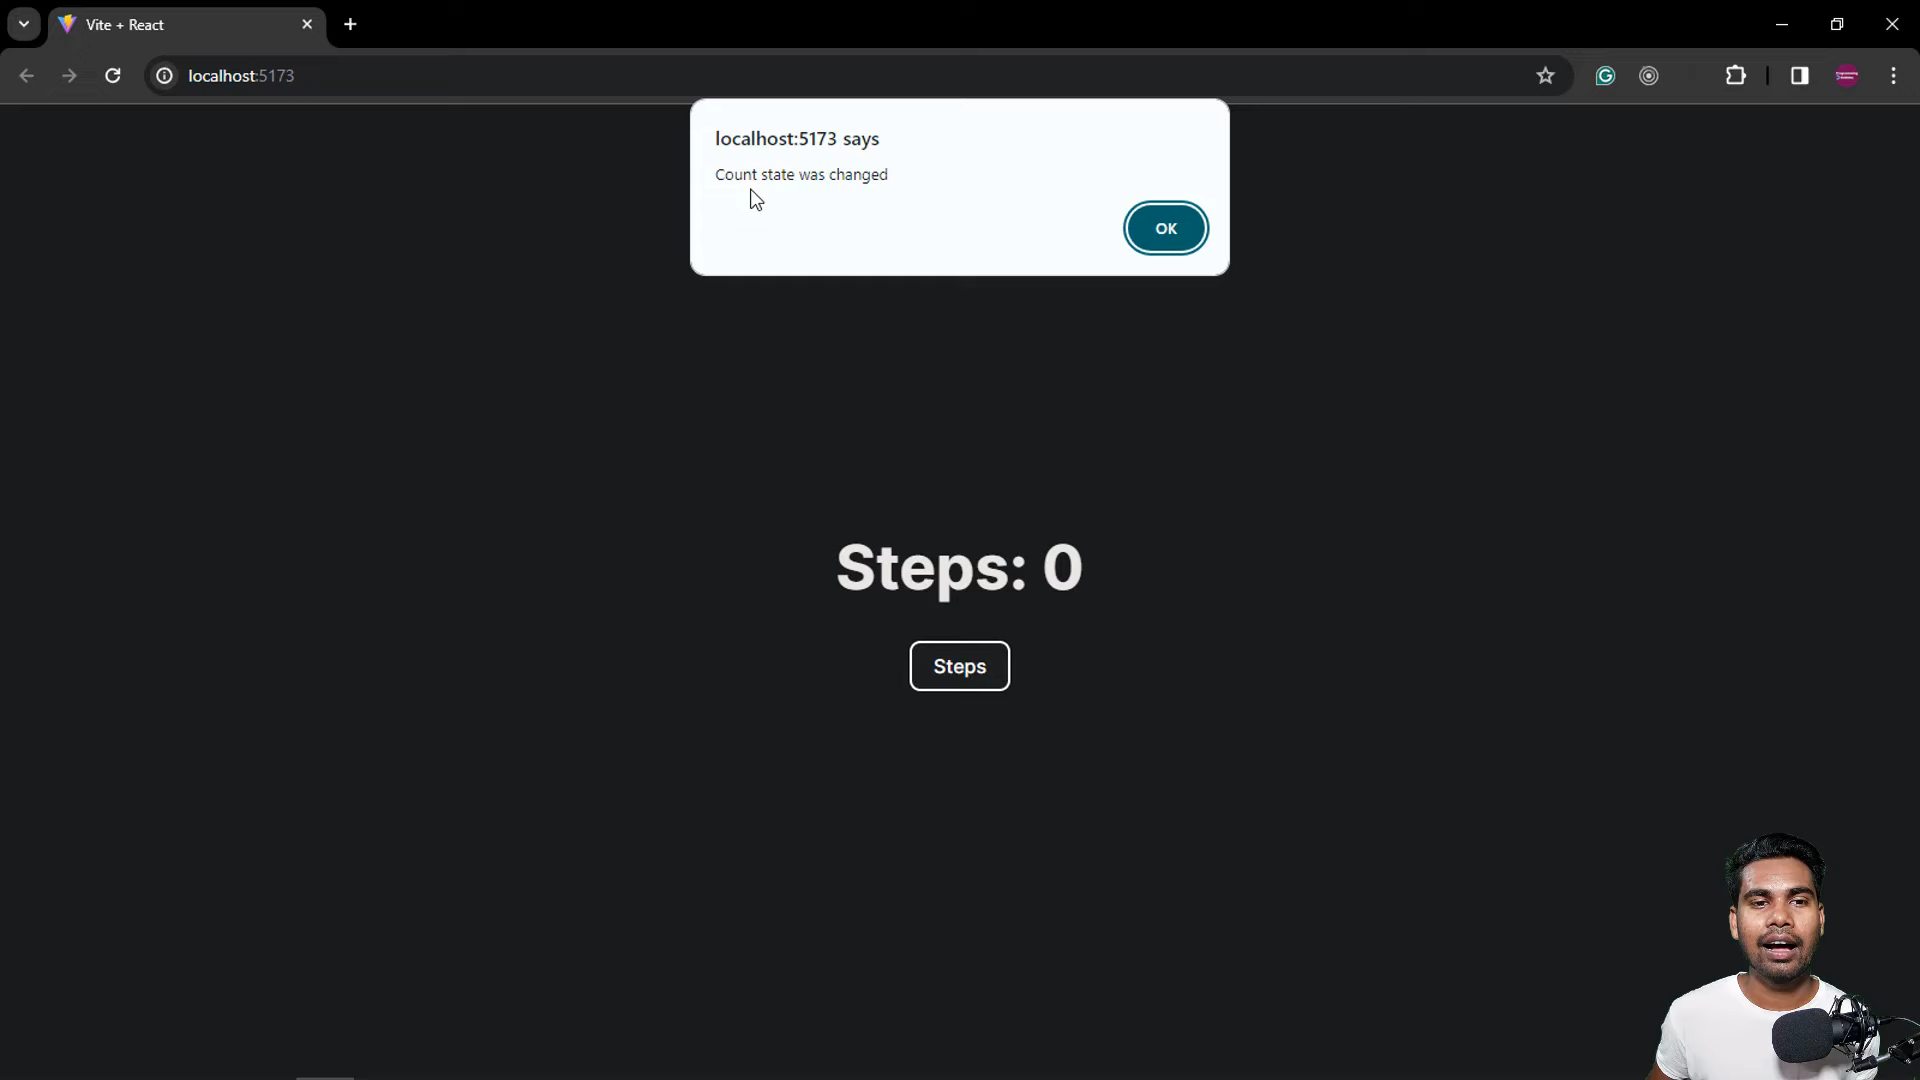 Vite + React
localhost:5173
localhost:5173 says
Count state was changed
OK
Steps: 0
Steps